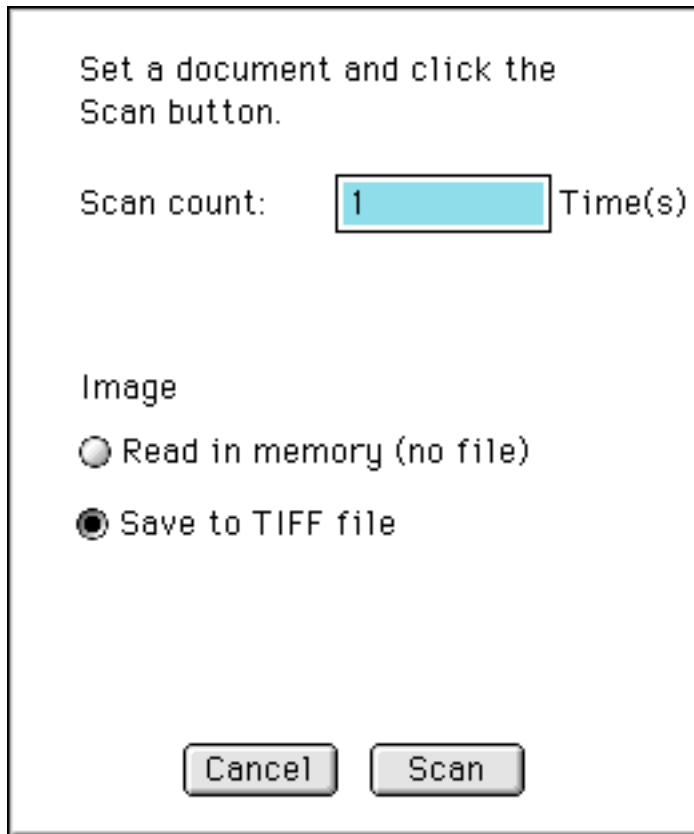 Set a document and click the
Scan button.
Scan count: 1 Time(s)
Image
Read in memory (no file)
Save to TIFF file
Cancel Scan